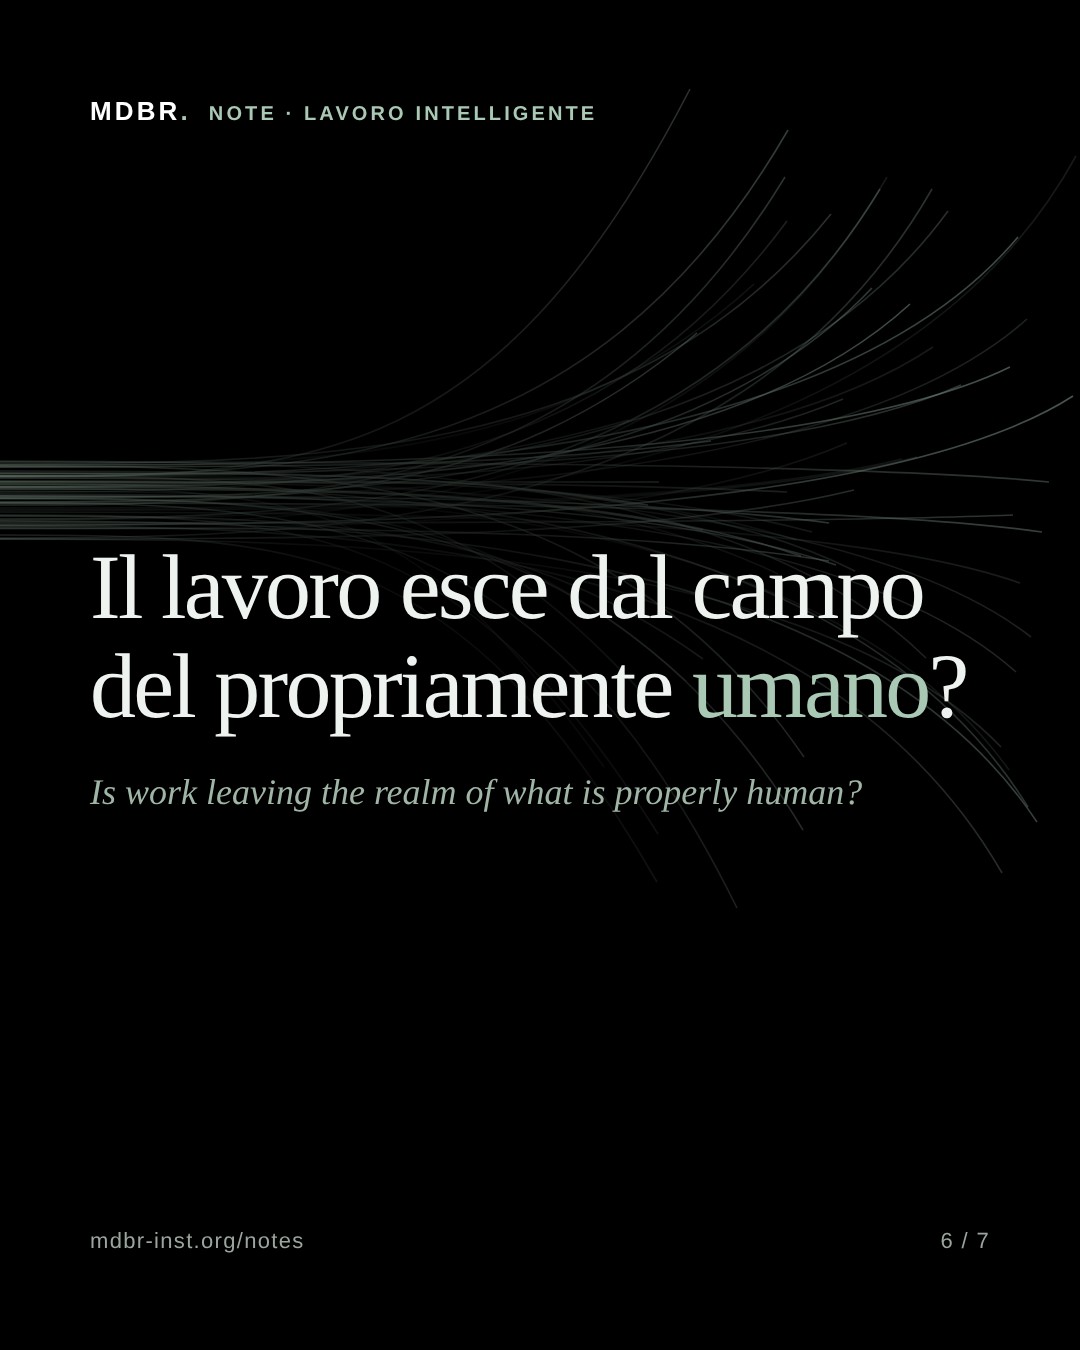 MDBR. NOTE · LAVORO INTELLIGENTE
Il lavoro esce dal campo
del propriamente umano?
Is work leaving the realm of what is properly human?
mdbr-inst.org/notes
6 / 7